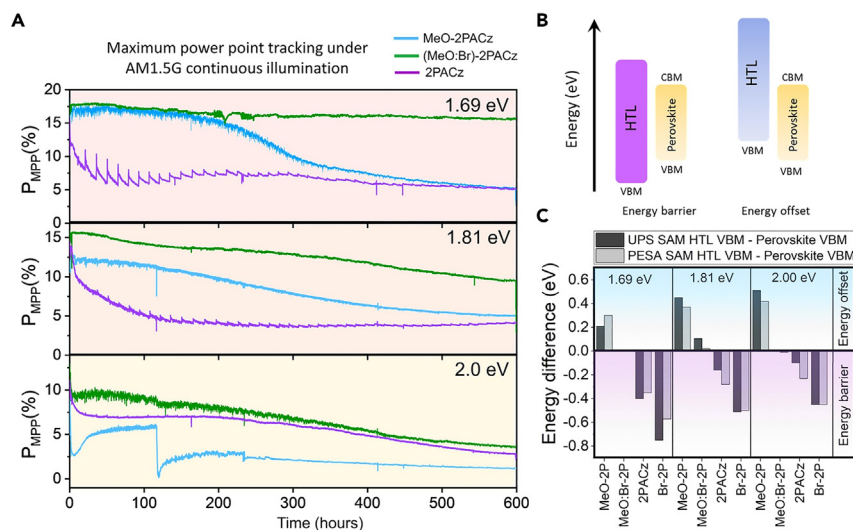 A
Maximum power point tracking under
AM1.5G continuous illumination
MeO-2PACz
(MeO:Br)-2PACz
2PACz
1.69 eV
20
15
10
5
0
P_MPP(%)
1.81 eV
15
10
5
0
P_MPP(%)
2.0 eV
10
5
0
P_MPP(%)
0
100
200
300
400
500
600
Time (hours)
B
Energy (eV)
HTL
CBM
Perovskite
VBM
VBM
Energy barrier
HTL
CBM
Perovskite
VBM
VBM
Energy offset
C
UPS SAM HTL VBM - Perovskite VBM
PESA SAM HTL VBM - Perovskite VBM
1.69 eV
1.81 eV
2.00 eV
Energy difference (eV)
0.6
0.4
0.2
0.0
-0.2
-0.4
-0.6
-0.8
Energy offset
Energy barrier
MeO-2P
MeO:Br-2P
2PACz
Br-2P
MeO-2P
MeO:Br-2P
2PACz
Br-2P
MeO-2P
MeO:Br-2P
2PACz
Br-2P